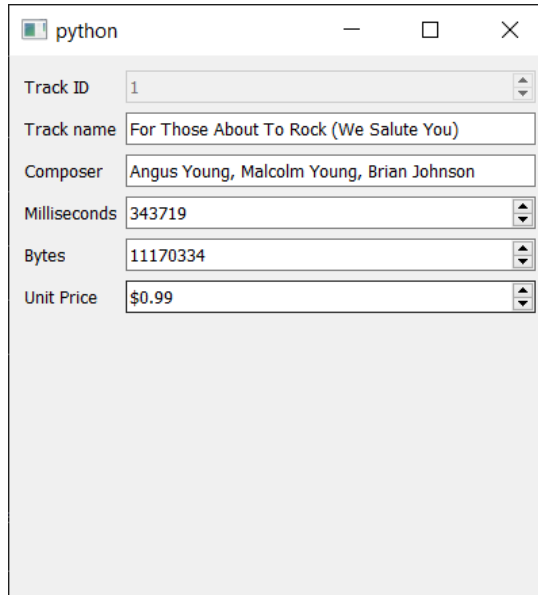 python
Track ID 1
Track name For Those About To Rock (We Salute You)
Composer Angus Young, Malcolm Young, Brian Johnson
Milliseconds 343719
Bytes 11170334
Unit Price $0.99